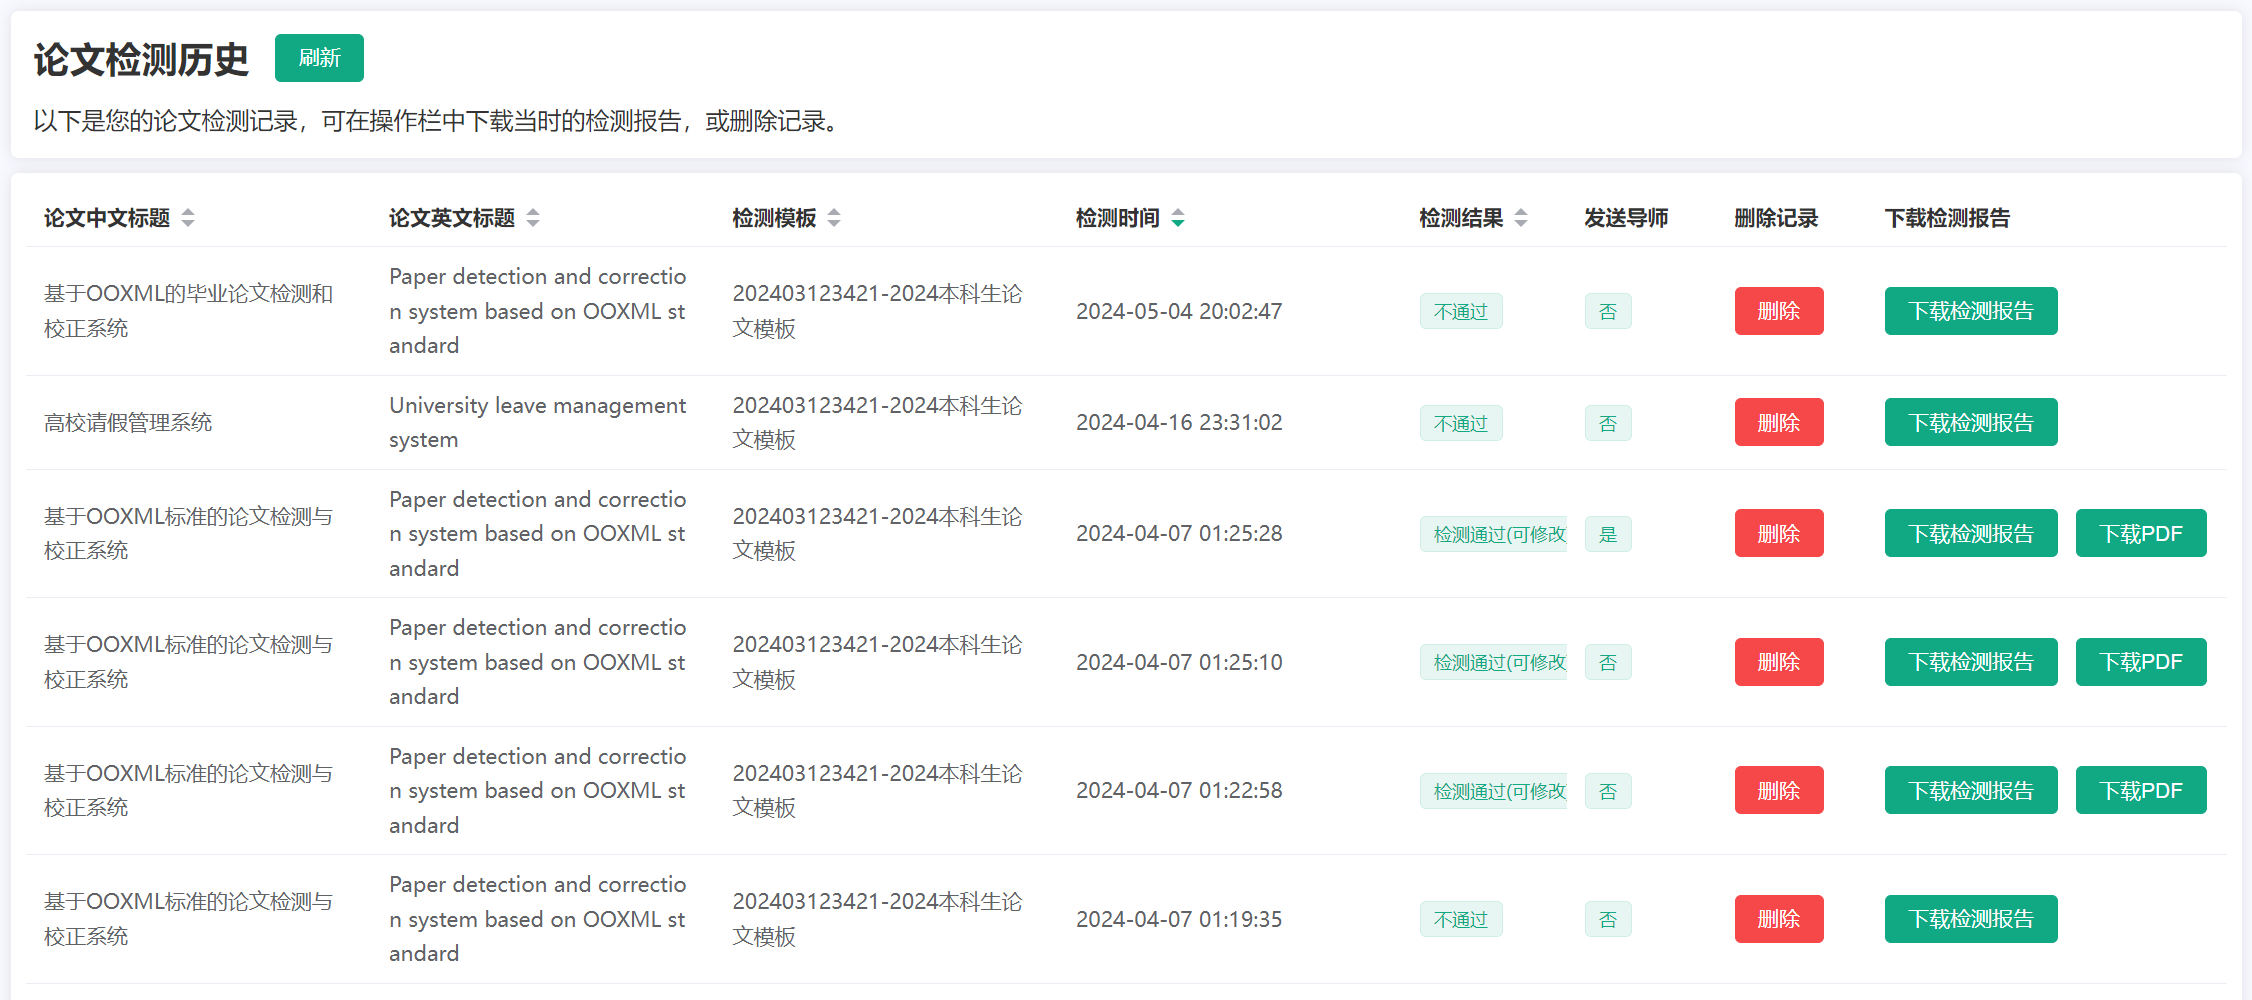 论文检测历史 刷新
以下是您的论文检测记录，可在操作栏中下载当时的检测报告，或删除记录。
论文中文标题 论文英文标题 检测模板 检测时间 检测结果 发送导师 删除记录 下载检测报告
基于OOXML的毕业论文检测和
校正系统
Paper detection and correctio
n system based on OOXML st
andard
202403123421-2024本科生论
文模板
2024-05-04 20:02:47
不通过
否
删除
下载检测报告
高校请假管理系统
University leave management
system
202403123421-2024本科生论
文模板
2024-04-16 23:31:02
不通过
否
删除
下载检测报告
基于OOXML标准的论文检测与
校正系统
Paper detection and correctio
n system based on OOXML st
andard
202403123421-2024本科生论
文模板
2024-04-07 01:25:28
检测通过(可修改
是
删除
下载检测报告
下载PDF
基于OOXML标准的论文检测与
校正系统
Paper detection and correctio
n system based on OOXML st
andard
202403123421-2024本科生论
文模板
2024-04-07 01:25:10
检测通过(可修改
否
删除
下载检测报告
下载PDF
基于OOXML标准的论文检测与
校正系统
Paper detection and correctio
n system based on OOXML st
andard
202403123421-2024本科生论
文模板
2024-04-07 01:22:58
检测通过(可修改
否
删除
下载检测报告
下载PDF
基于OOXML标准的论文检测与
校正系统
Paper detection and correctio
n system based on OOXML st
andard
202403123421-2024本科生论
文模板
2024-04-07 01:19:35
不通过
否
删除
下载检测报告